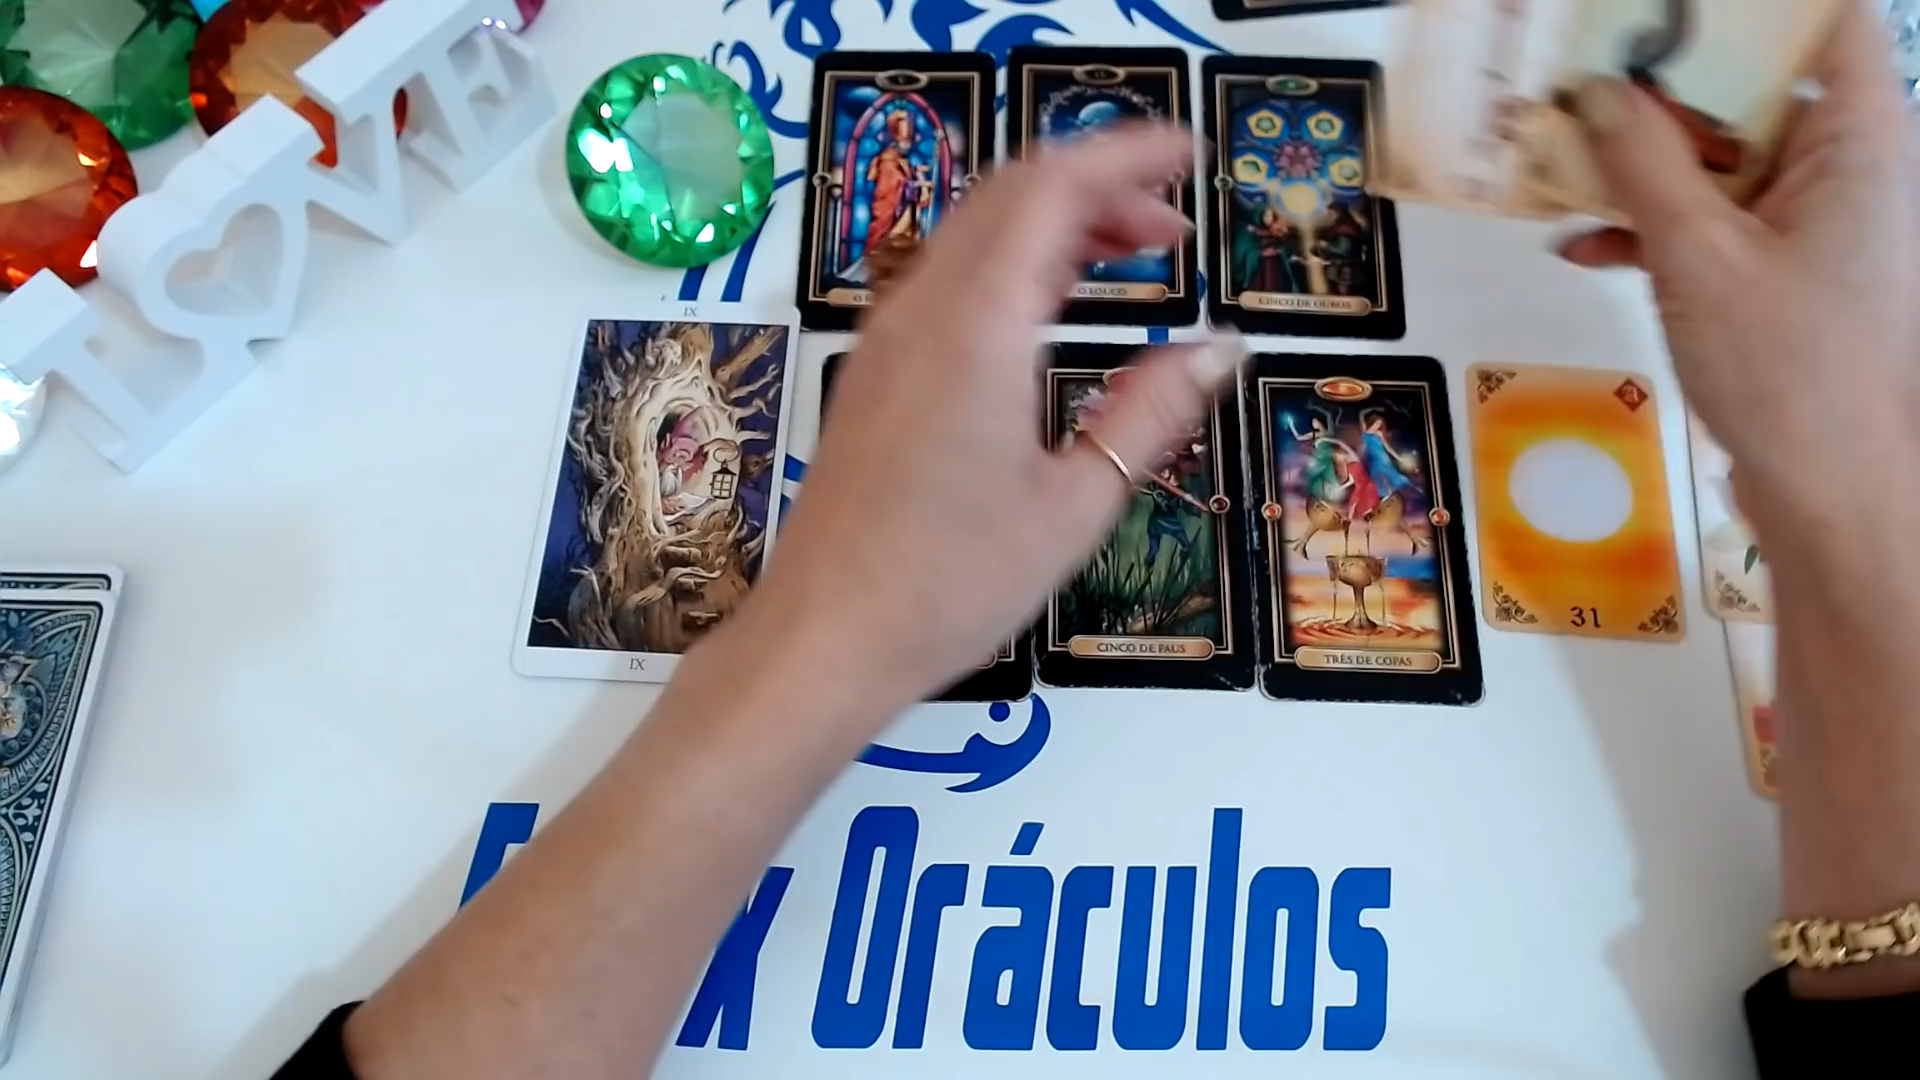 LOVE
IX
O LOUCO
CINCO DE OUROS
IX
CINCO DE PAUS
TRÊS DE COPAS
31
Oráculos